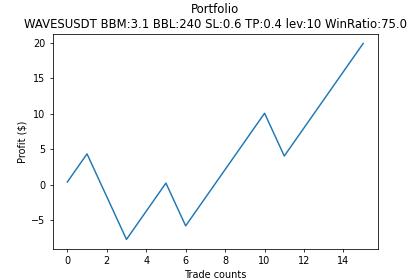 Portfolio
WAVESUSDT BBM:3.1 BBL:240 SL:0.6 TP:0.4 lev:10 WinRatio:75.0
20
15
10
5
0
−5
Profit ($)
0 2 4 6 8 10 12 14
Trade counts